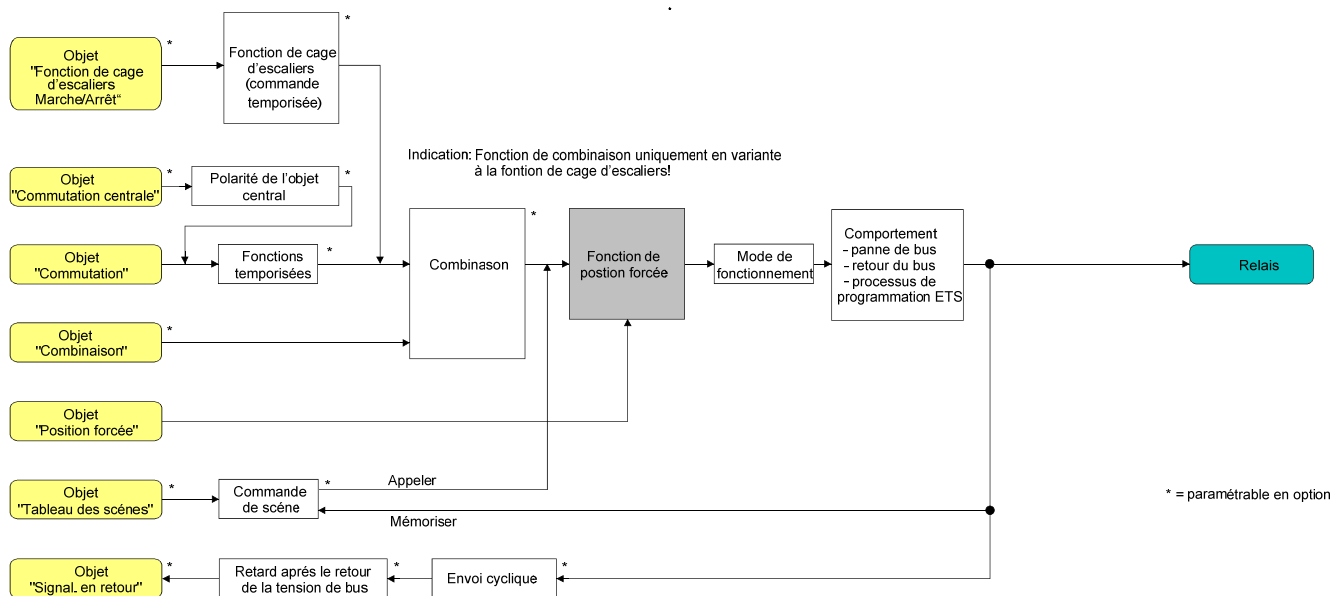 Objet
"Fonction de cage
d'escaliers
Marche/Arrêt“
*
Fonction de cage
d'escaliers
(commande
temporisée)
*
Indication: Fonction de combinaison uniquement en variante
à la fontion de cage d'escaliers!
Objet
"Commutation centrale"
*
Polarité de l'objet
central
*
Objet
"Commutation"
Fonctions
temporisées
*
Combinason
*
Fonction de
postion forcée
Mode de
fonctionnement
Comportement
- panne de bus
- retour du bus
- processus de
programmation ETS
Relais
Objet
"Combinaison"
*
Objet
"Position forcée"
Objet
"Tableau des scénes"
*
Commande
de scéne
*
Appeler
Mémoriser
* = paramétrable en option
Objet
"Signal. en retour"
*
Retard aprés le retour
de la tension de bus
*
Envoi cyclique
*